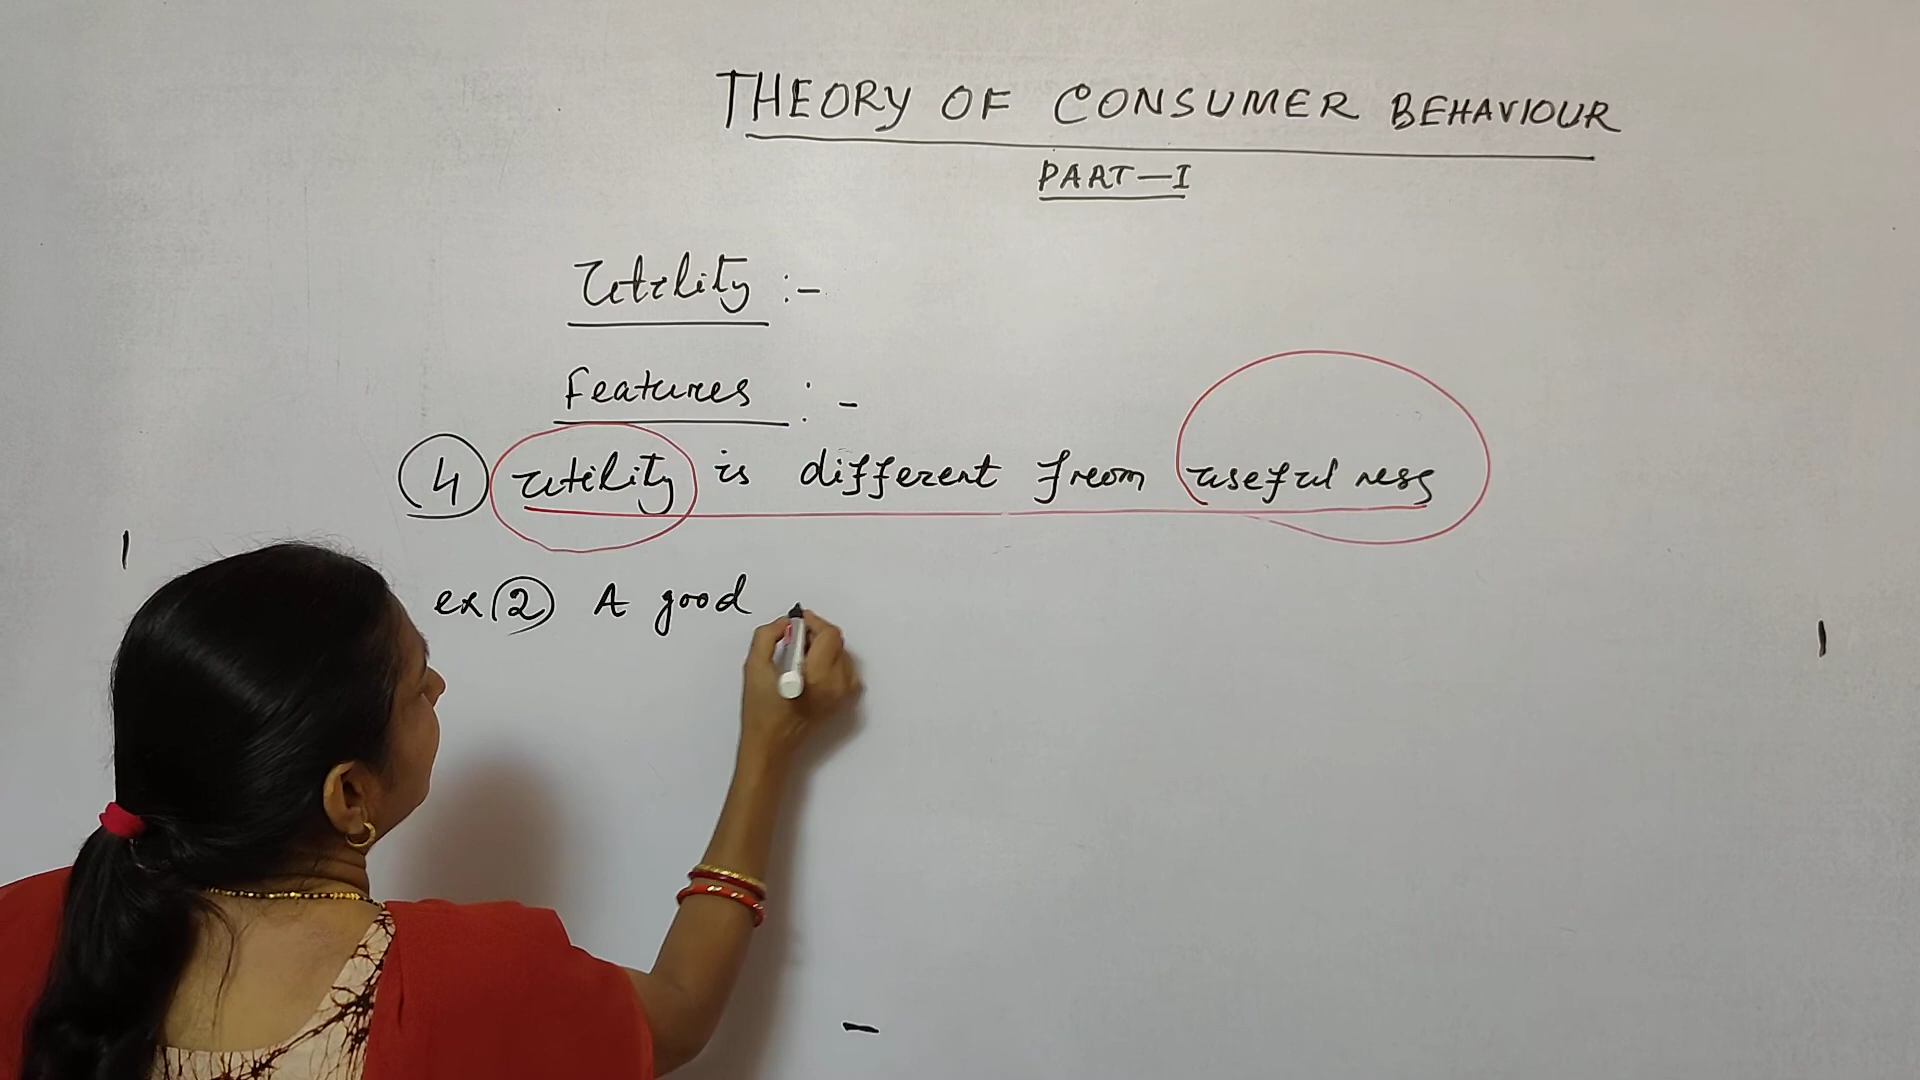 THEORY OF CONSUMER BEHAVIOUR
PART-I
Utility :-
Features :-
4 utility is different from usefulness
ex 2 A good